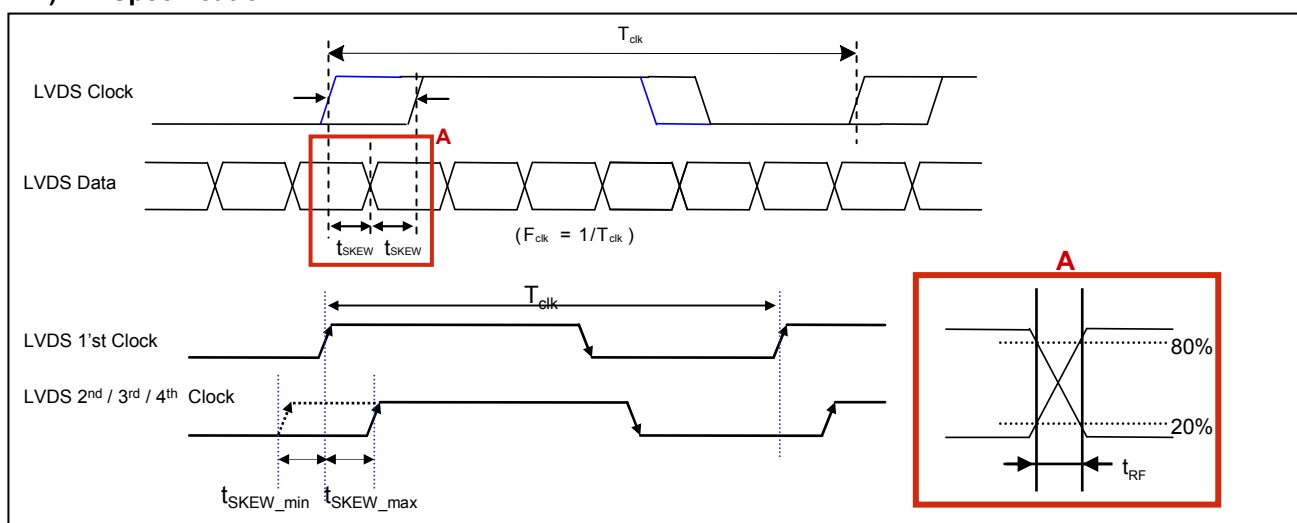 T_clk
LVDS Clock
A
LVDS Data
t_SKEW t_SKEW
(F_clk = 1/T_clk)
A
T_clk
LVDS 1'st Clock
80%
LVDS 2nd / 3rd / 4th Clock
20%
t_RF
t_SKEW_min t_SKEW_max